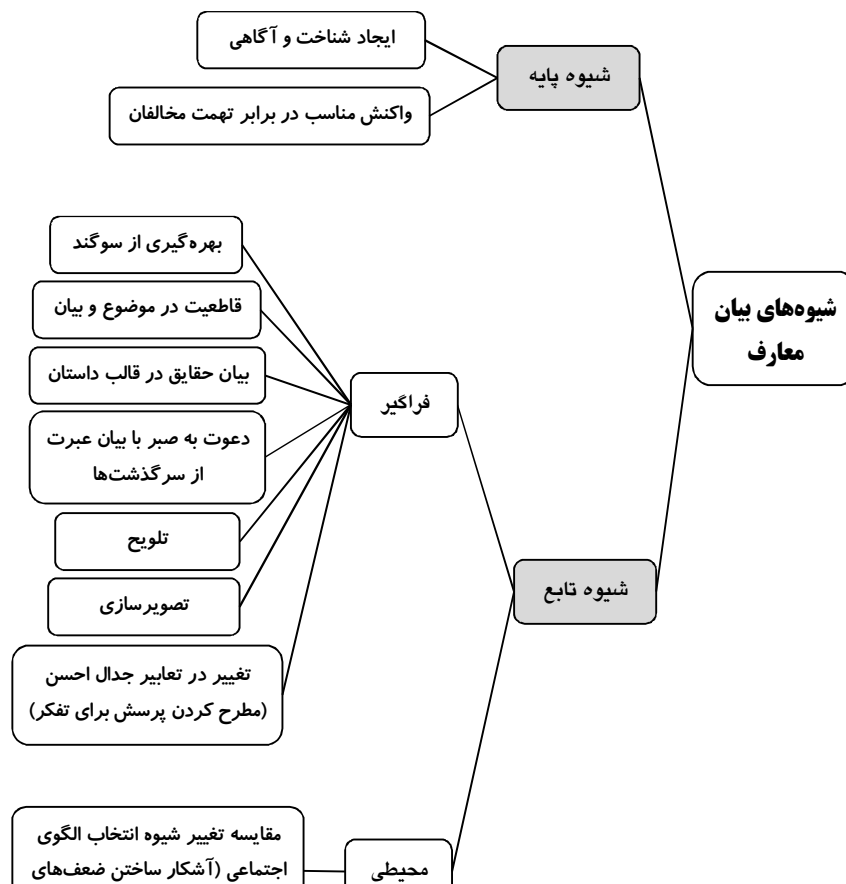 شیوه‌های بیان
معارف
شیوه پایه
ایجاد شناخت و آگاهی
واکنش مناسب در برابر تهمت مخالفان
شیوه تابع
فراگیر
بهره‌گیری از سوگند
قاطعیت در موضوع و بیان
بیان حقایق در قالب داستان
دعوت به صبر با بیان عبرت
از سرگذشت‌ها
تلویح
تصویرسازی
تغییر در تعابیر جدال احسن
(مطرح کردن پرسش برای تفکر)
محیطی
مقایسه تغییر شیوه انتخاب الگوی
اجتماعی (آشکار ساختن ضعف‌های